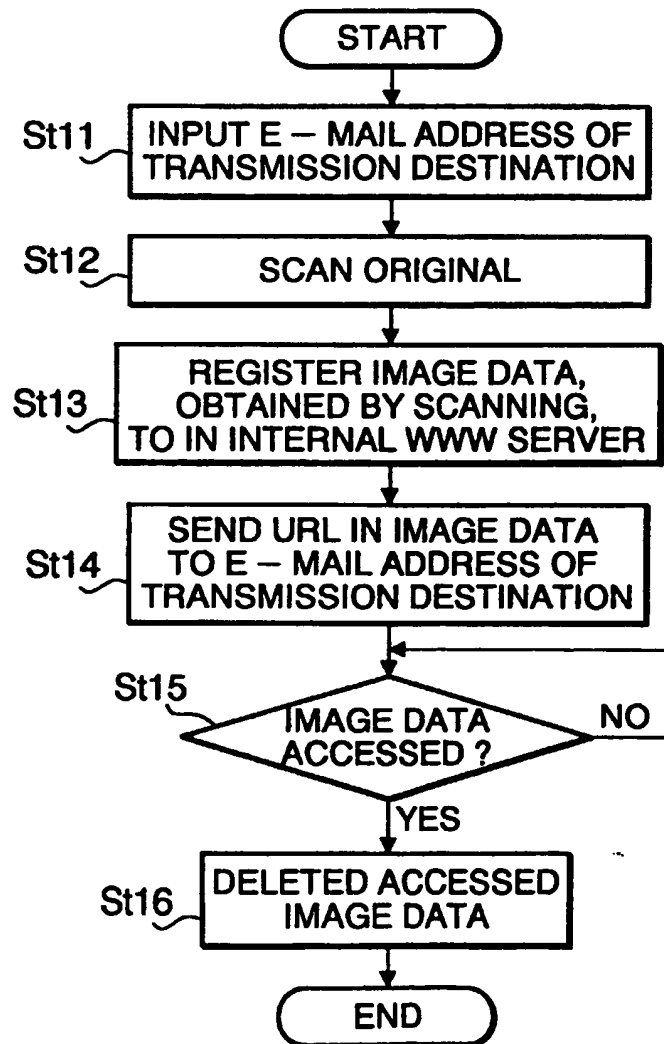 START
St11
INPUT E – MAIL ADDRESS OF
TRANSMISSION DESTINATION
St12
SCAN ORIGINAL
St13
REGISTER IMAGE DATA,
OBTAINED BY SCANNING,
TO IN INTERNAL WWW SERVER
St14
SEND URL IN IMAGE DATA
TO E – MAIL ADDRESS OF
TRANSMISSION DESTINATION
St15
IMAGE DATA
ACCESSED ?
NO
YES
St16
DELETED ACCESSED
IMAGE DATA
END